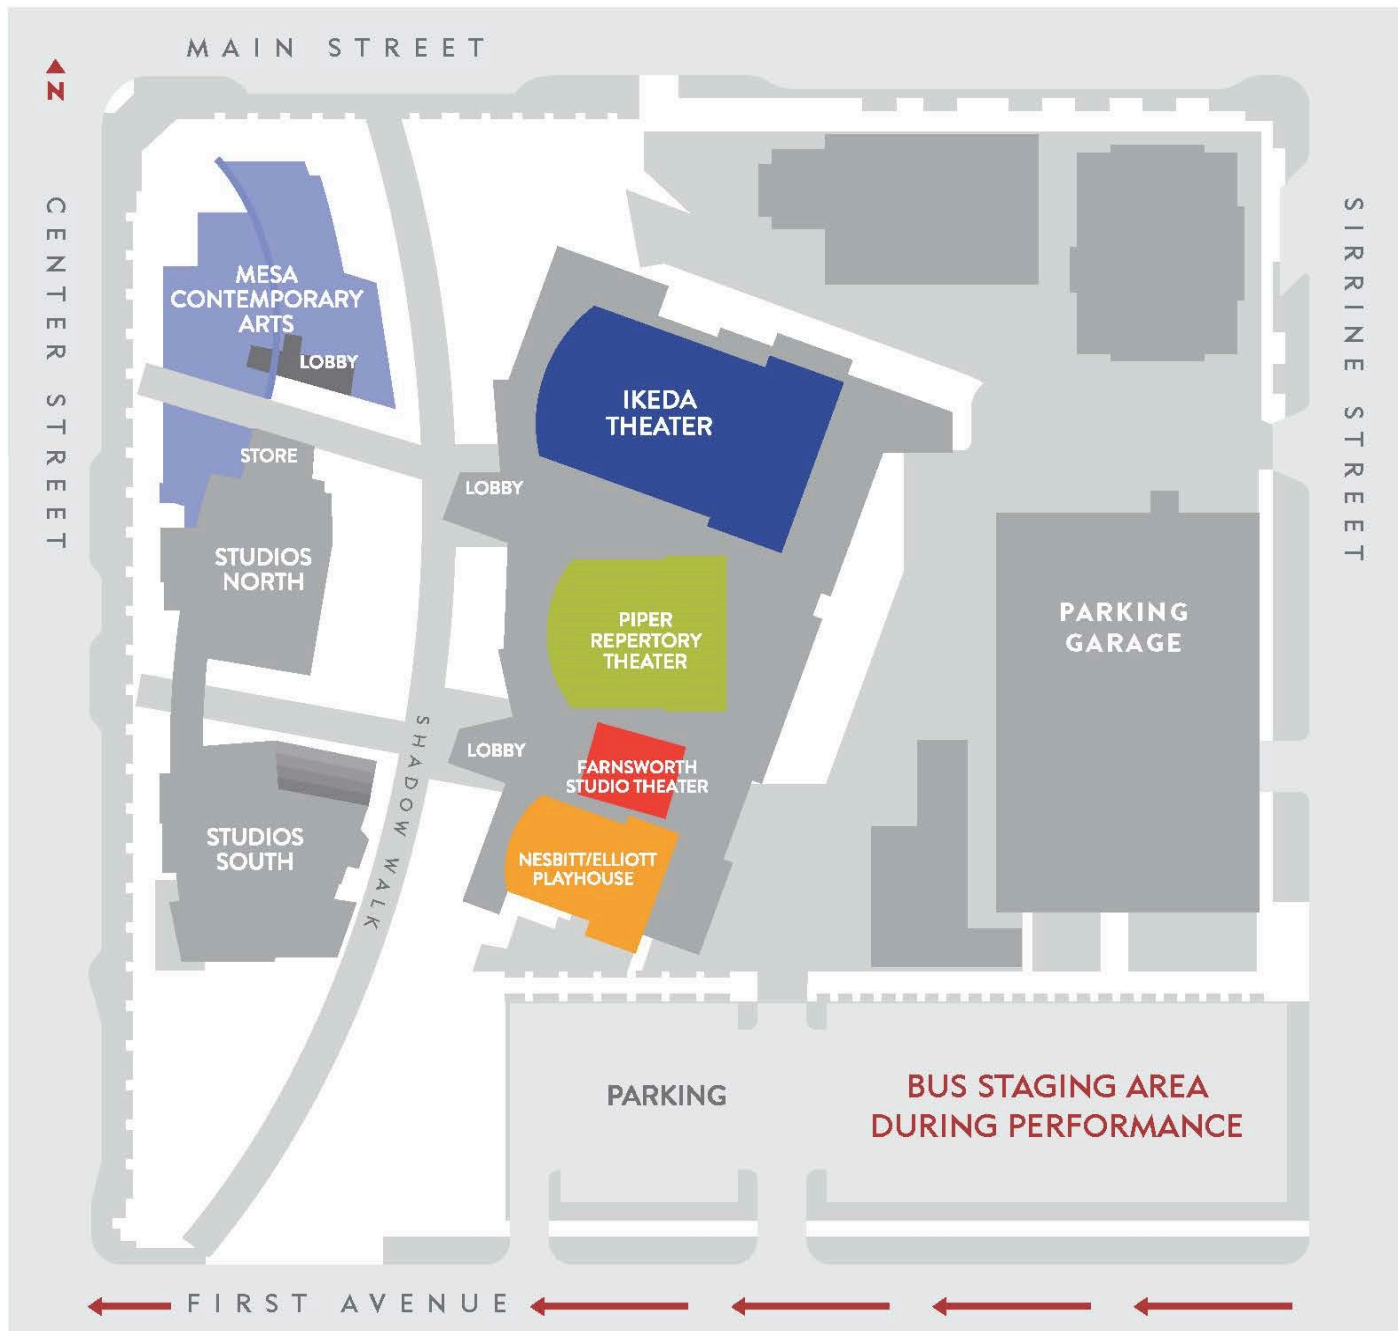 MAIN STREET
N
CENTER STREET
SIRRINE STREET
MESA
CONTEMPORARY
ARTS
LOBBY
IKEDA
THEATER
STORE
LOBBY
STUDIOS
NORTH
PIPER
REPERTORY
THEATER
PARKING
GARAGE
SHADOW WALK
LOBBY
FARNSWORTH
STUDIO THEATER
STUDIOS
SOUTH
NESBITT/ELLIOTT
PLAYHOUSE
PARKING
BUS STAGING AREA
DURING PERFORMANCE
FIRST AVENUE